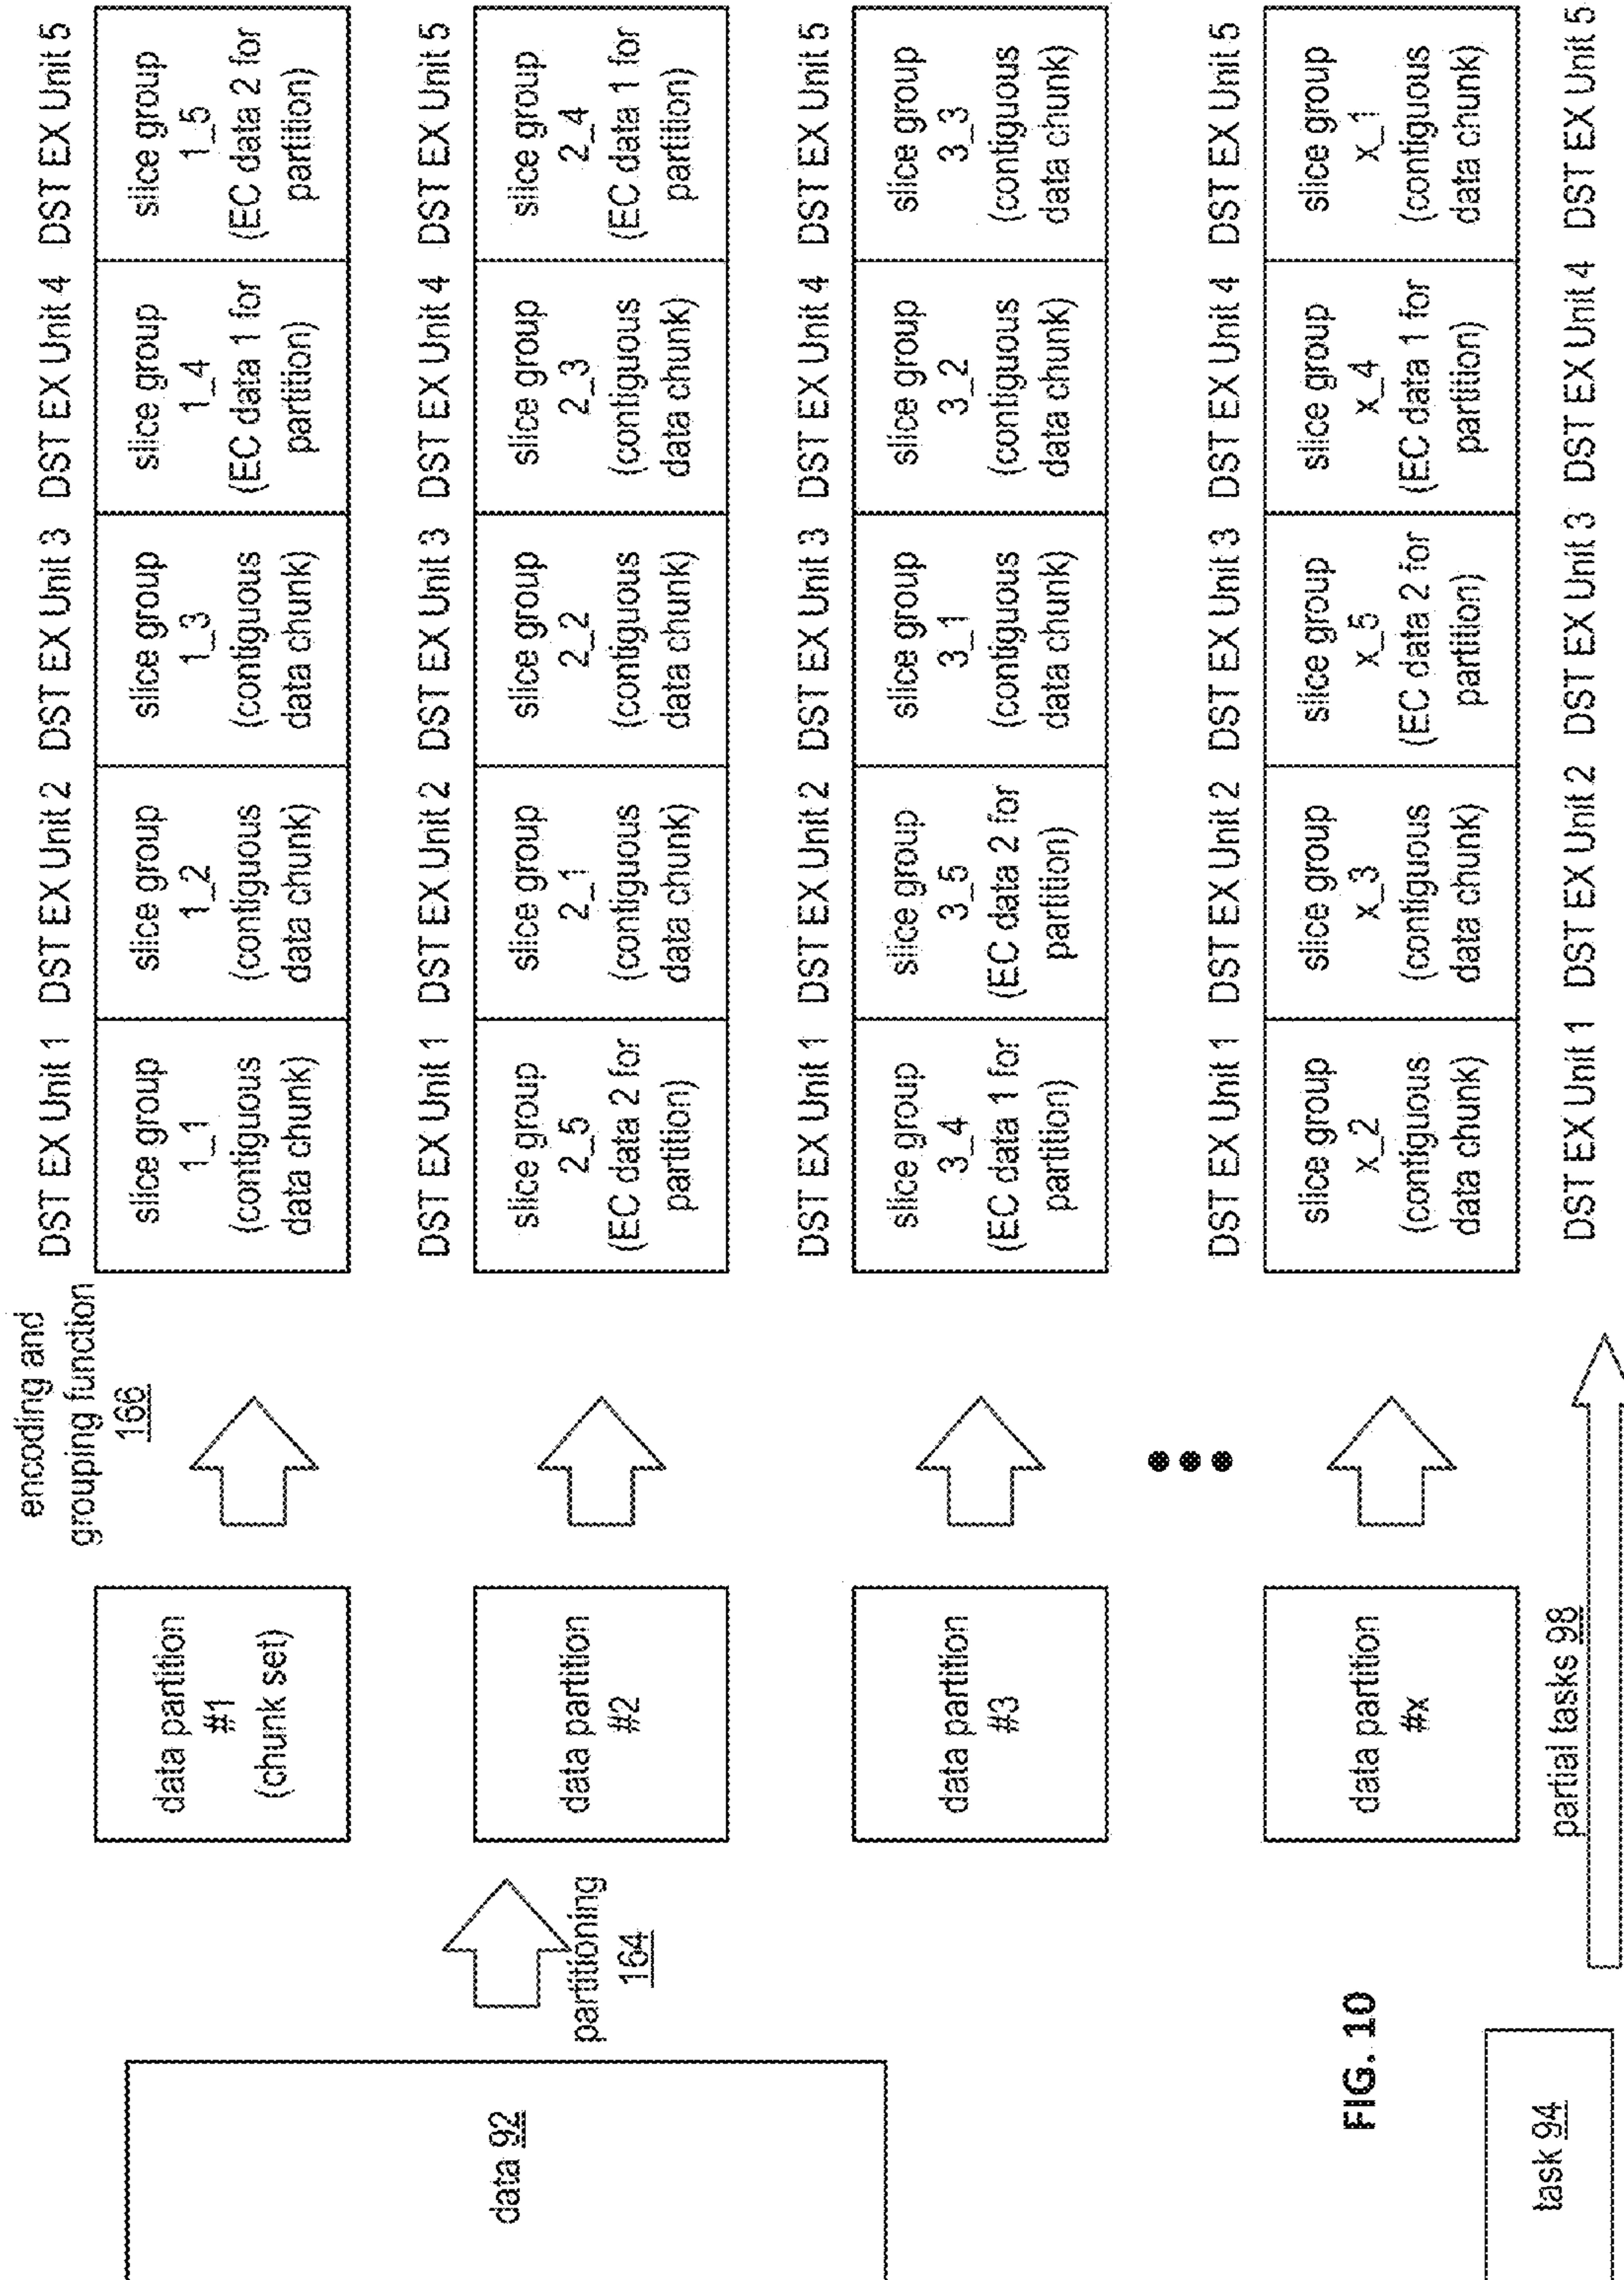 encoding and
grouping function
166
DST EX Unit 1 DST EX Unit 2 DST EX Unit 3 DST EX Unit 4 DST EX Unit 5
data partition
#1
(chunk set)
slice group
1_1
(contiguous
data chunk)
slice group
1_2
(contiguous
data chunk)
slice group
1_3
(contiguous
data chunk)
slice group
1_4
(EC data 1 for
partition)
slice group
1_5
(EC data 2 for
partition)
data 92
partitioning
164
DST EX Unit 1 DST EX Unit 2 DST EX Unit 3 DST EX Unit 4 DST EX Unit 5
data partition
#2
slice group
2_5
(EC data 2 for
partition)
slice group
2_1
(contiguous
data chunk)
slice group
2_2
(contiguous
data chunk)
slice group
2_3
(contiguous
data chunk)
slice group
2_4
(EC data 1 for
partition)
DST EX Unit 1 DST EX Unit 2 DST EX Unit 3 DST EX Unit 4 DST EX Unit 5
data partition
#3
slice group
3_4
(EC data 1 for
partition)
slice group
3_5
(EC data 2 for
partition)
slice group
3_1
(contiguous
data chunk)
slice group
3_2
(contiguous
data chunk)
slice group
3_3
(contiguous
data chunk)
DST EX Unit 1 DST EX Unit 2 DST EX Unit 3 DST EX Unit 4 DST EX Unit 5
data partition
#x
slice group
x_2
(contiguous
data chunk)
slice group
x_3
(contiguous
data chunk)
slice group
x_5
(EC data 2 for
partition)
slice group
x_4
(EC data 1 for
partition)
slice group
x_1
(contiguous
data chunk)
FIG. 10
task 94
partial tasks 98
DST EX Unit 1 DST EX Unit 2 DST EX Unit 3 DST EX Unit 4 DST EX Unit 5